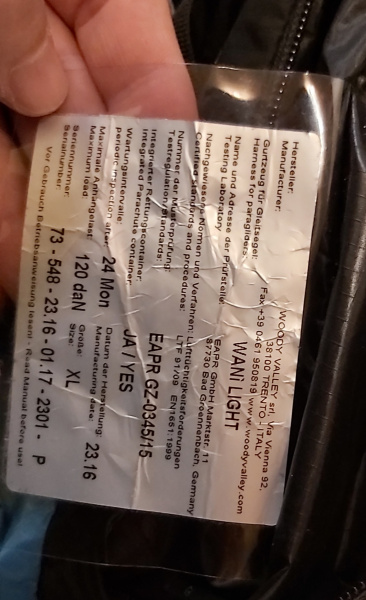 Hersteller: WOODY VALLEY srl, Via Vienna 92,
Manufacturer: 38100 TRENTO - ITALY
Fax +39 0461 950819 www.woodyvalley.com
Gurtzeug für Gleitsegel:
Harness for paragliders: WANI LIGHT
Name und Adresse der Prüfstelle: EAPR GmbH Marktstr. 11
Testing Laboratory 87730 Bad Groennenbach, Germany
Nachgewiesene Normen und Verfahren: Lufttüchtigkeitsforderungen
Certified standards and procedures: LTF 91/09 EN1651:1999
Nummer der Musterprüfung:
Testregulation/Standards: EAPR GZ-0345/15
Integrierter Rettungscontainer:
Integrated Parachute container: JA / YES
Wartungsintervalle: Datum der Herstellung:
periodic inspection after: 24 Mon Manufacturing date: 23.16
Maximale Anhängelast: Größe:
Maximum load: 120 daN Size: XL
Seriennummer:
Serialnumber: 73 - 548 - 23.16 - 01.17 - 2301 - P
Vor Gebrauch Betriebsanweisung lesen! - Read Manual before use!